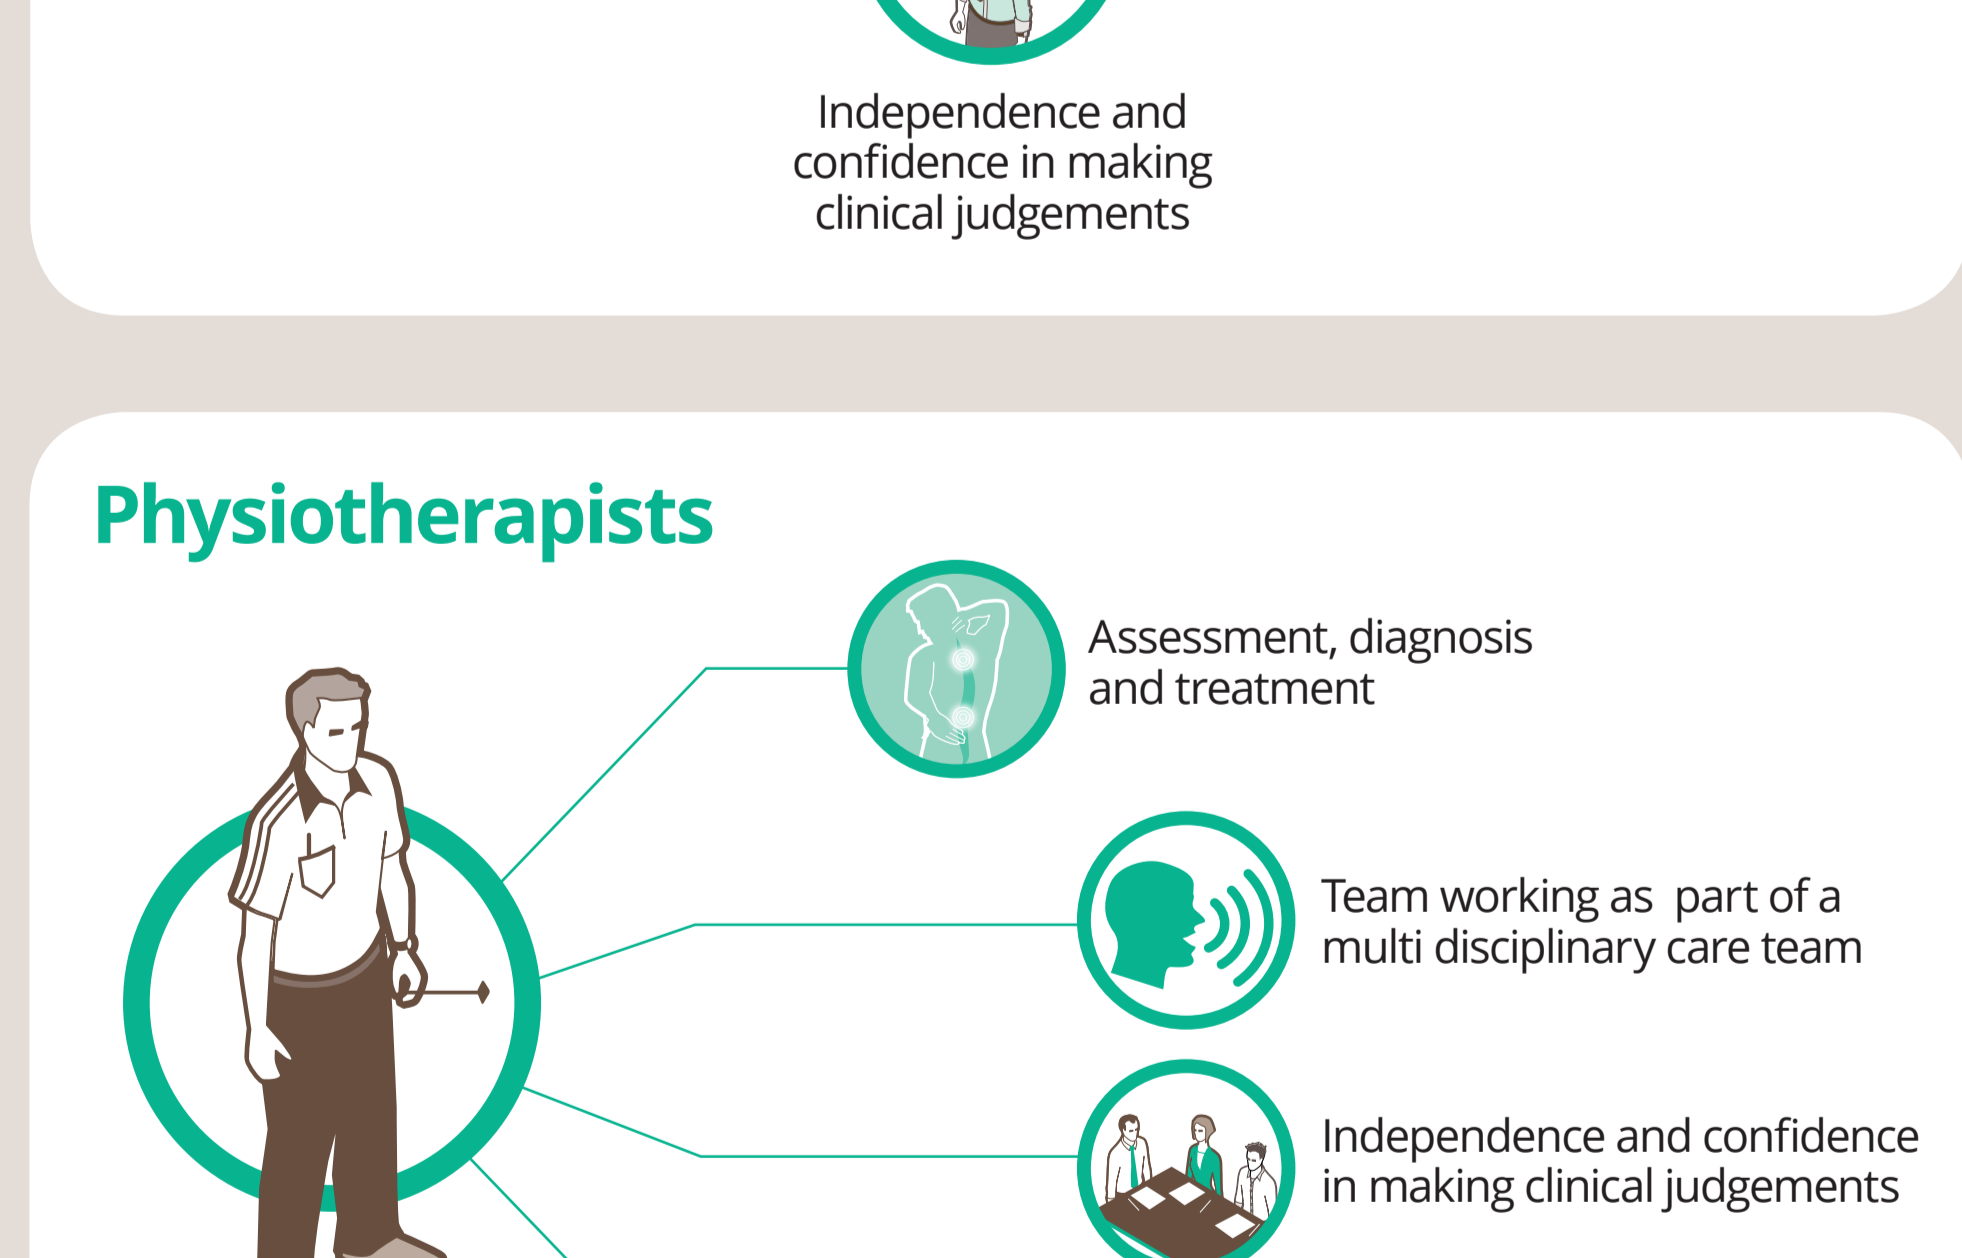 Independence and
confidence in making
clinical judgements
Physiotherapists
Assessment, diagnosis
and treatment
Team working as  part of a
multi disciplinary care team
Independence and confidence
in making clinical judgements